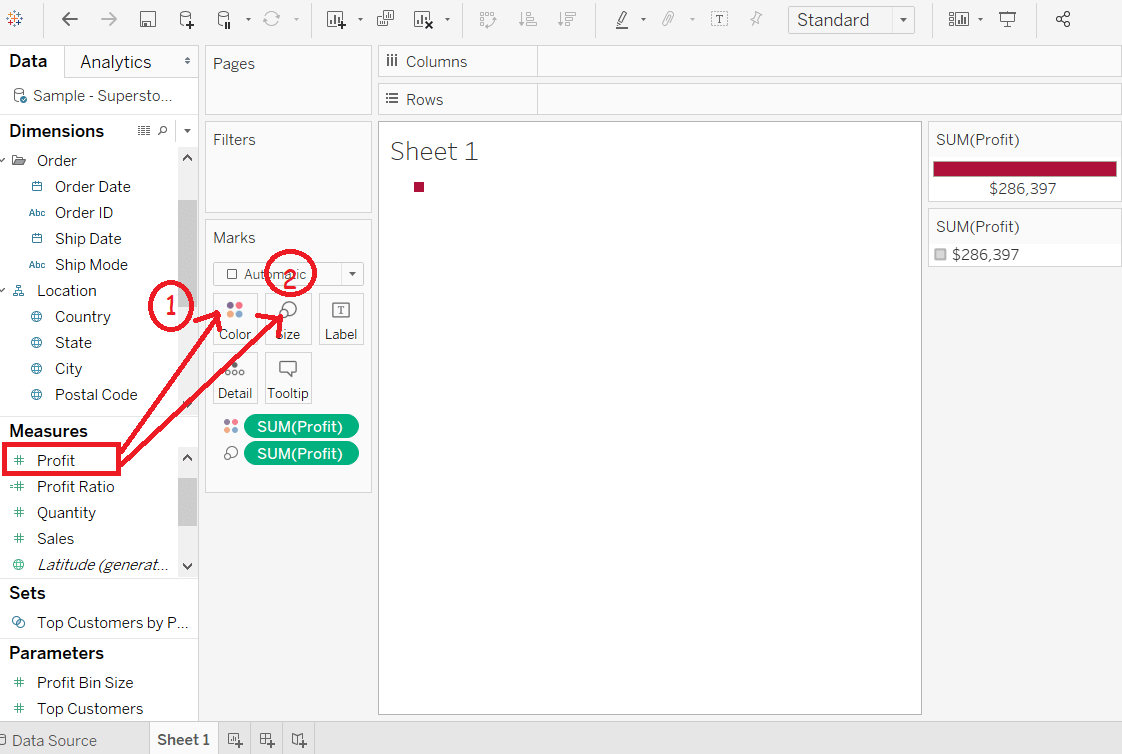 Standard
Data
Analytics
Sample - Supersto...
Dimensions
Order
Order Date
Abc Order ID
Ship Date
Abc Ship Mode
Location
Country
State
City
Postal Code
Measures
Profit
Profit Ratio
Quantity
Sales
Latitude (generat...
Sets
Top Customers by P...
Parameters
Profit Bin Size
Top Customers
Pages
Filters
Marks
Automatic
1
2
Color
Size
Label
Detail
Tooltip
SUM(Profit)
SUM(Profit)
Columns
Rows
Sheet 1
SUM(Profit)
$286,397
SUM(Profit)
$286,397
Data Source
Sheet 1